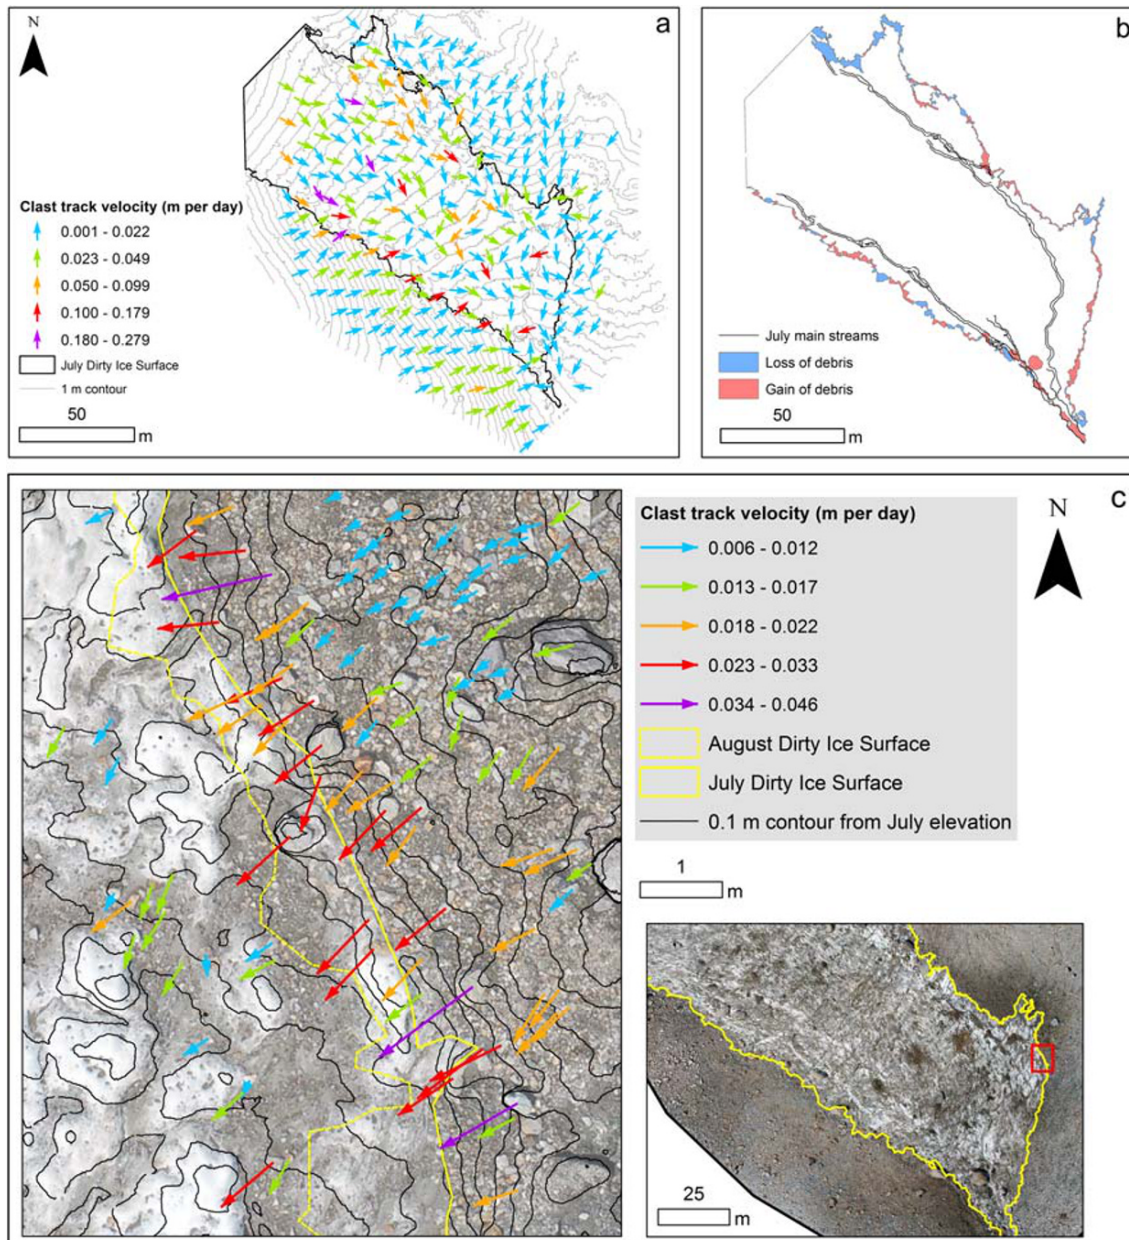 N
a
Clast track velocity (m per day)
0.001 - 0.022
0.023 - 0.049
0.050 - 0.099
0.100 - 0.179
0.180 - 0.279
July Dirty Ice Surface
1 m contour
50
m
b
July main streams
Loss of debris
Gain of debris
50
m
c
Clast track velocity (m per day)
0.006 - 0.012
0.013 - 0.017
0.018 - 0.022
0.023 - 0.033
0.034 - 0.046
August Dirty Ice Surface
July Dirty Ice Surface
0.1 m contour from July elevation
N
1
m
25
m